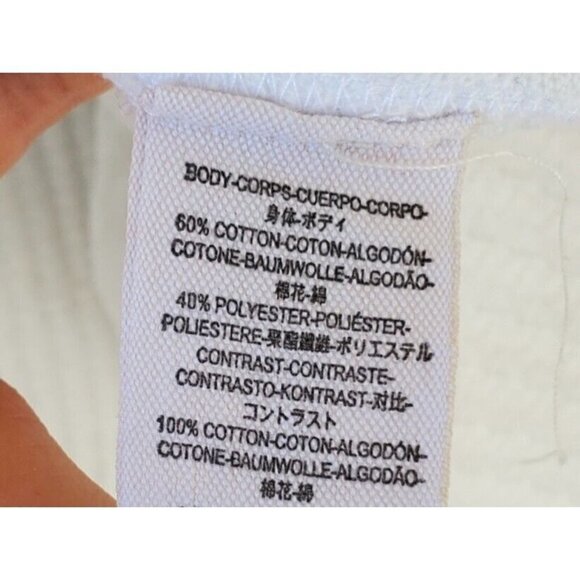 BODY-CORPS-CUERPO-CORPO-
身体-ボディ
60% COTTON-COTON-ALGODÓN-
COTONE-BAUMWOLLE-ALGODÃO-
棉花-綿
40% POLYESTER-POLIÉSTER-
POLIESTERE-聚酯纖維-ポリエステル
CONTRAST-CONTRASTE-
CONTRASTO-KONTRAST-对比-
コントラスト
100% COTTON-COTON-ALGODÓN-
COTONE-BAUMWOLLE-ALGODÃO-
棉花-綿